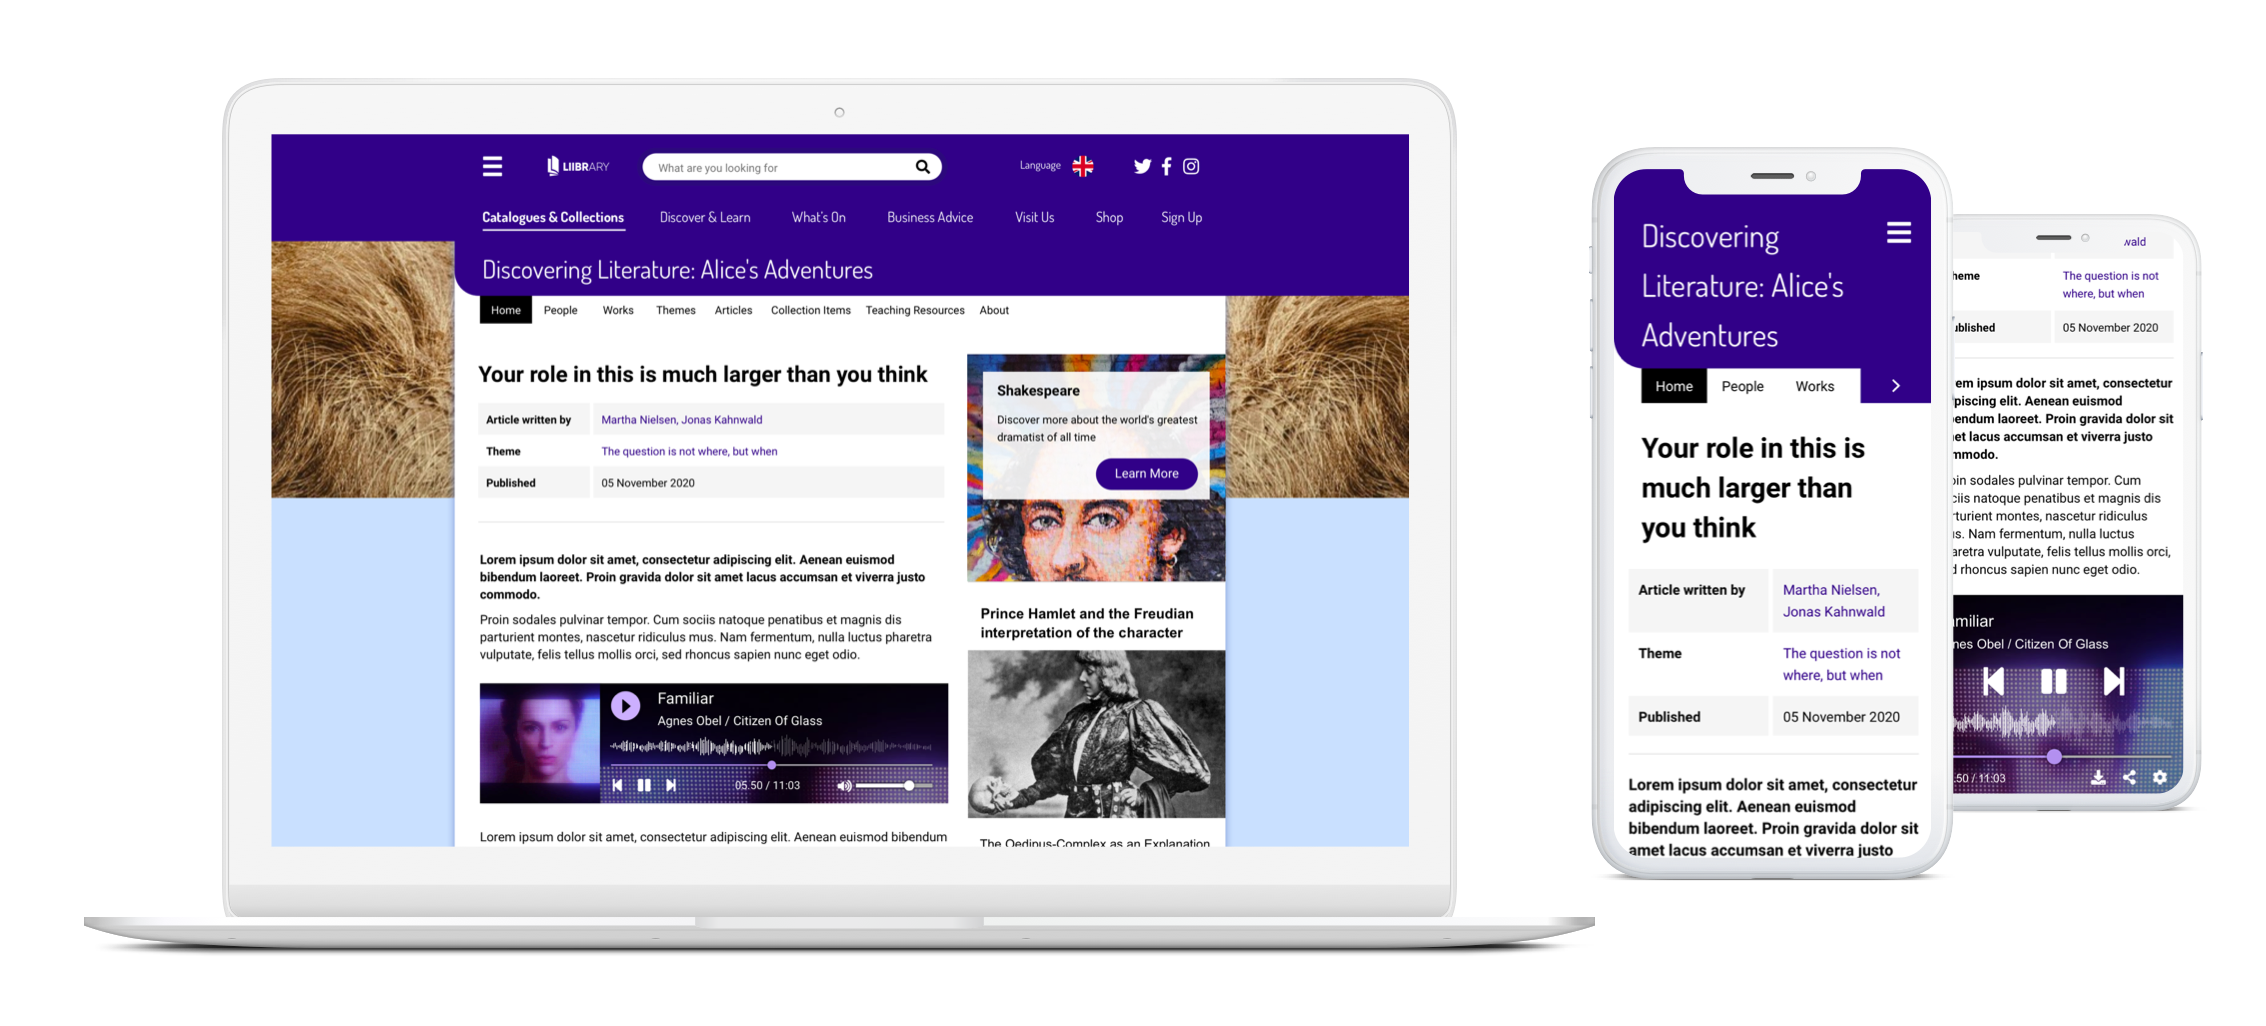 LIIBRARY
What are you looking for
Language
Catalogues & Collections Discover & Learn What's On Business Advice Visit Us Shop Sign Up
Discovering Literature: Alice's Adventures
Home People Works Themes Articles Collection Items Teaching Resources About
Your role in this is much larger than you think
Article written by Martha Nielsen, Jonas Kahnwald
Theme The question is not where, but when
Published 05 November 2020
Lorem ipsum dolor sit amet, consectetur adipiscing elit. Aenean euismod
bibendum laoreet. Proin gravida dolor sit amet lacus accumsan et viverra justo
commodo.
Proin sodales pulvinar tempor. Cum sociis natoque penatibus et magnis dis
parturient montes, nascetur ridiculus mus. Nam fermentum, nulla luctus pharetra
vulputate, felis tellus mollis orci, sed rhoncus sapien nunc eget odio.
Familiar
Agnes Obel / Citizen Of Glass
05.50 / 11:03
Lorem ipsum dolor sit amet, consectetur adipiscing elit. Aenean euismod bibendum
Shakespeare
Discover more about the world's greatest
dramatist of all time
Learn More
Prince Hamlet and the Freudian
interpretation of the character
The Oedipus-Complex as an Explanation
Discovering
Literature: Alice's
Adventures
Home People Works
Your role in this is
much larger than
you think
Article written by Martha Nielsen,
Jonas Kahnwald
Theme The question is not
where, but when
Published 05 November 2020
Lorem ipsum dolor sit amet, consectetur
adipiscing elit. Aenean euismod
bibendum laoreet. Proin gravida dolor sit
amet lacus accumsan et viverra justo
wald
heme The question is not
where, but when
ublished 05 November 2020
em ipsum dolor sit amet, consectetur
piscing elit. Aenean euismod
endum laoreet. Proin gravida dolor sit
et lacus accumsan et viverra justo
nmodo.
oin sodales pulvinar tempor. Cum
ciis natoque penatibus et magnis dis
rturient montes, nascetur ridiculus
us. Nam fermentum, nulla luctus
aretra vulputate, felis tellus mollis orci,
d rhoncus sapien nunc eget odio.
miliar
nes Obel / Citizen Of Glass
.50 / 11:03